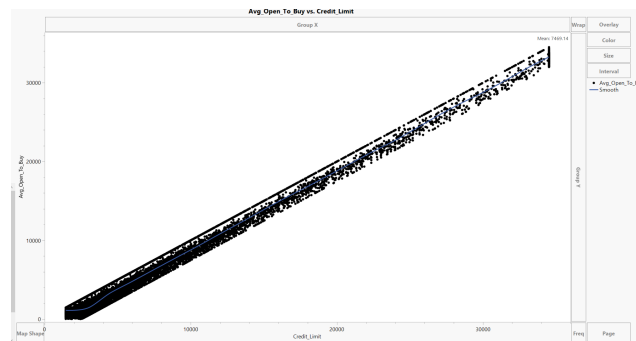 Avg_Open_To_Buy vs. Credit_Limit
Group X
Wrap
Overlay
Color
Size
Interval
Mean: 7469.14
Avg_Open_To_
Smooth
30000
20000
10000
0
Avg_Open_To_Buy
Group Y
0
10000
20000
30000
Map Shape
Credit_Limit
Freq
Page